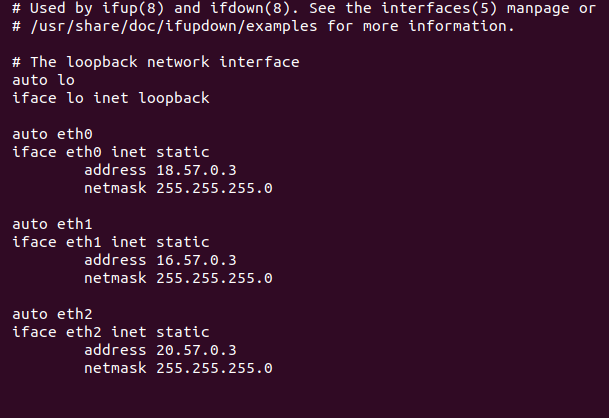 # Used by ifup(8) and ifdown(8). See the interfaces(5) manpage or
# /usr/share/doc/ifupdown/examples for more information.
# The loopback network interface
auto lo
iface lo inet loopback
auto eth0
iface eth0 inet static
address 18.57.0.3
netmask 255.255.255.0
auto eth1
iface eth1 inet static
address 16.57.0.3
netmask 255.255.255.0
auto eth2
iface eth2 inet static
address 20.57.0.3
netmask 255.255.255.0